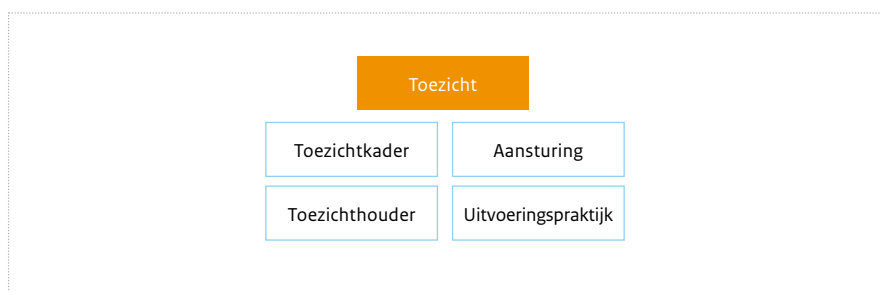 Toezicht
Toezichtkader
Aansturing
Toezichthouder
Uitvoeringspraktijk